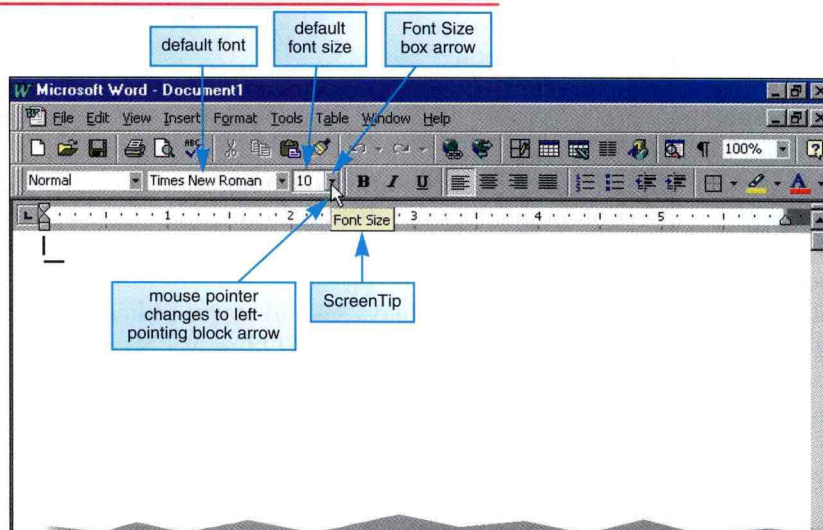 default font
default
font size
Font Size
box arrow
W Microsoft Word - Document1
File Edit View Insert Format Tools Table Window Help
ABC ¶ 100%
Normal Times New Roman 10 B I U A
1 2 3 4 5
Font Size
mouse pointer
changes to left-
pointing block arrow
ScreenTip